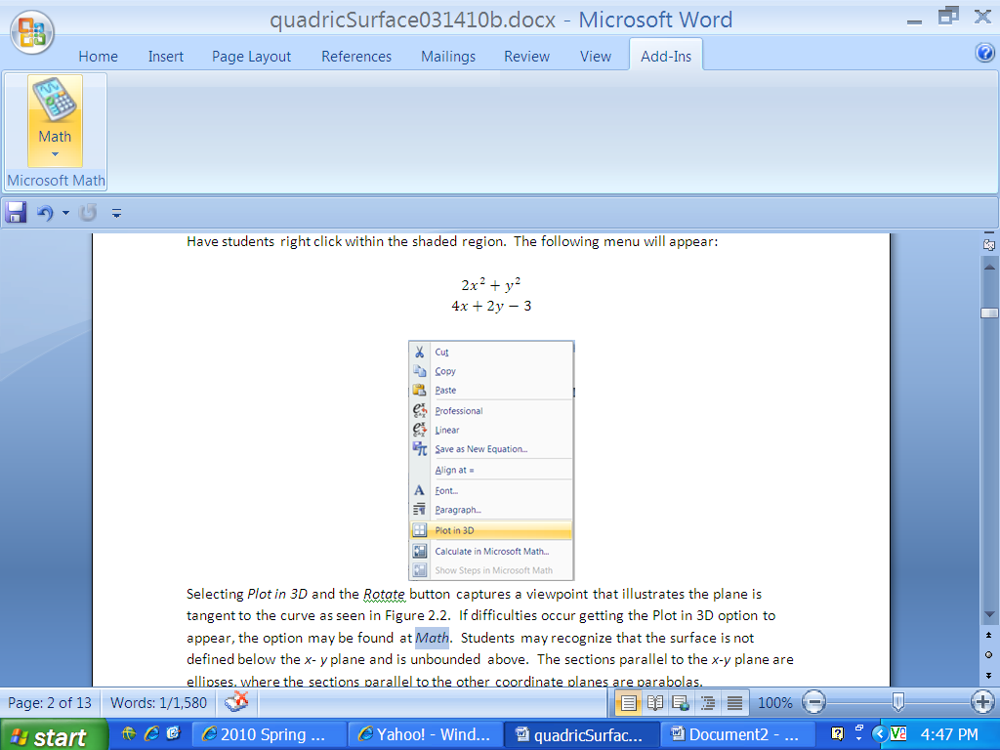 quadricSurface031410b.docx - Microsoft Word
Home Insert Page Layout References Mailings Review View Add-Ins
Math
Microsoft Math
Have students right click within the shaded region. The following menu will appear:
2x² + y²
4x + 2y − 3
Cut
Copy
Paste
Professional
Linear
Save as New Equation...
Align at =
Font...
Paragraph...
Plot in 3D
Calculate in Microsoft Math...
Show Steps in Microsoft Math
Selecting Plot in 3D and the Rotate button captures a viewpoint that illustrates the plane is
tangent to the curve as seen in Figure 2.2. If difficulties occur getting the Plot in 3D option to
appear, the option may be found at Math. Students may recognize that the surface is not
defined below the x- y plane and is unbounded above. The sections parallel to the x-y plane are
ellipses, where the sections parallel to the other coordinate planes are parabolas.
Page: 2 of 13 Words: 1/1,580 100%
start 2010 Spring ... Yahoo! - Wind... quadricSurfac... Document2 - ... 4:47 PM